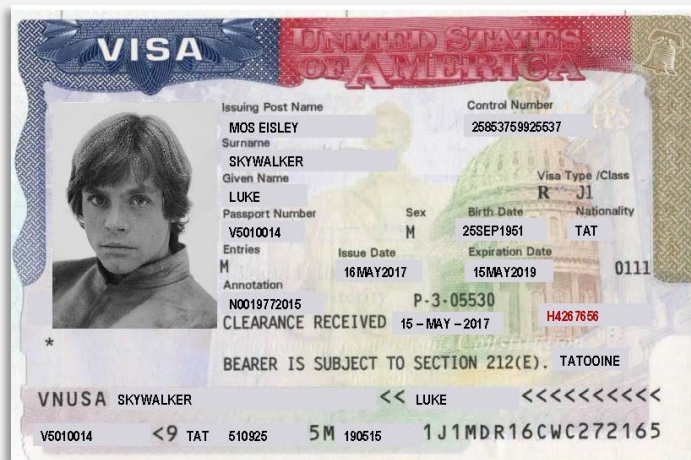 VISA UNITED STATES OF AMERICA
Issuing Post Name Control Number
MOS EISLEY 25853759925537
Surname
SKYWALKER
Given Name Visa Type /Class
LUKE R J1
Passport Number Sex Birth Date Nationality
V5010014 M 25SEP1951 TAT
Entries Issue Date Expiration Date
M 16MAY2017 15MAY2019 0111
Annotation
N0019772015 P-3-05530
CLEARANCE RECEIVED 15 – MAY – 2017 H4267656
*
BEARER IS SUBJECT TO SECTION 212(E). TATOOINE
VNUSA SKYWALKER << LUKE <<<<<<<<<<
V5010014 <9 TAT 510925 5M 190515 1J1MDR16CWC272165